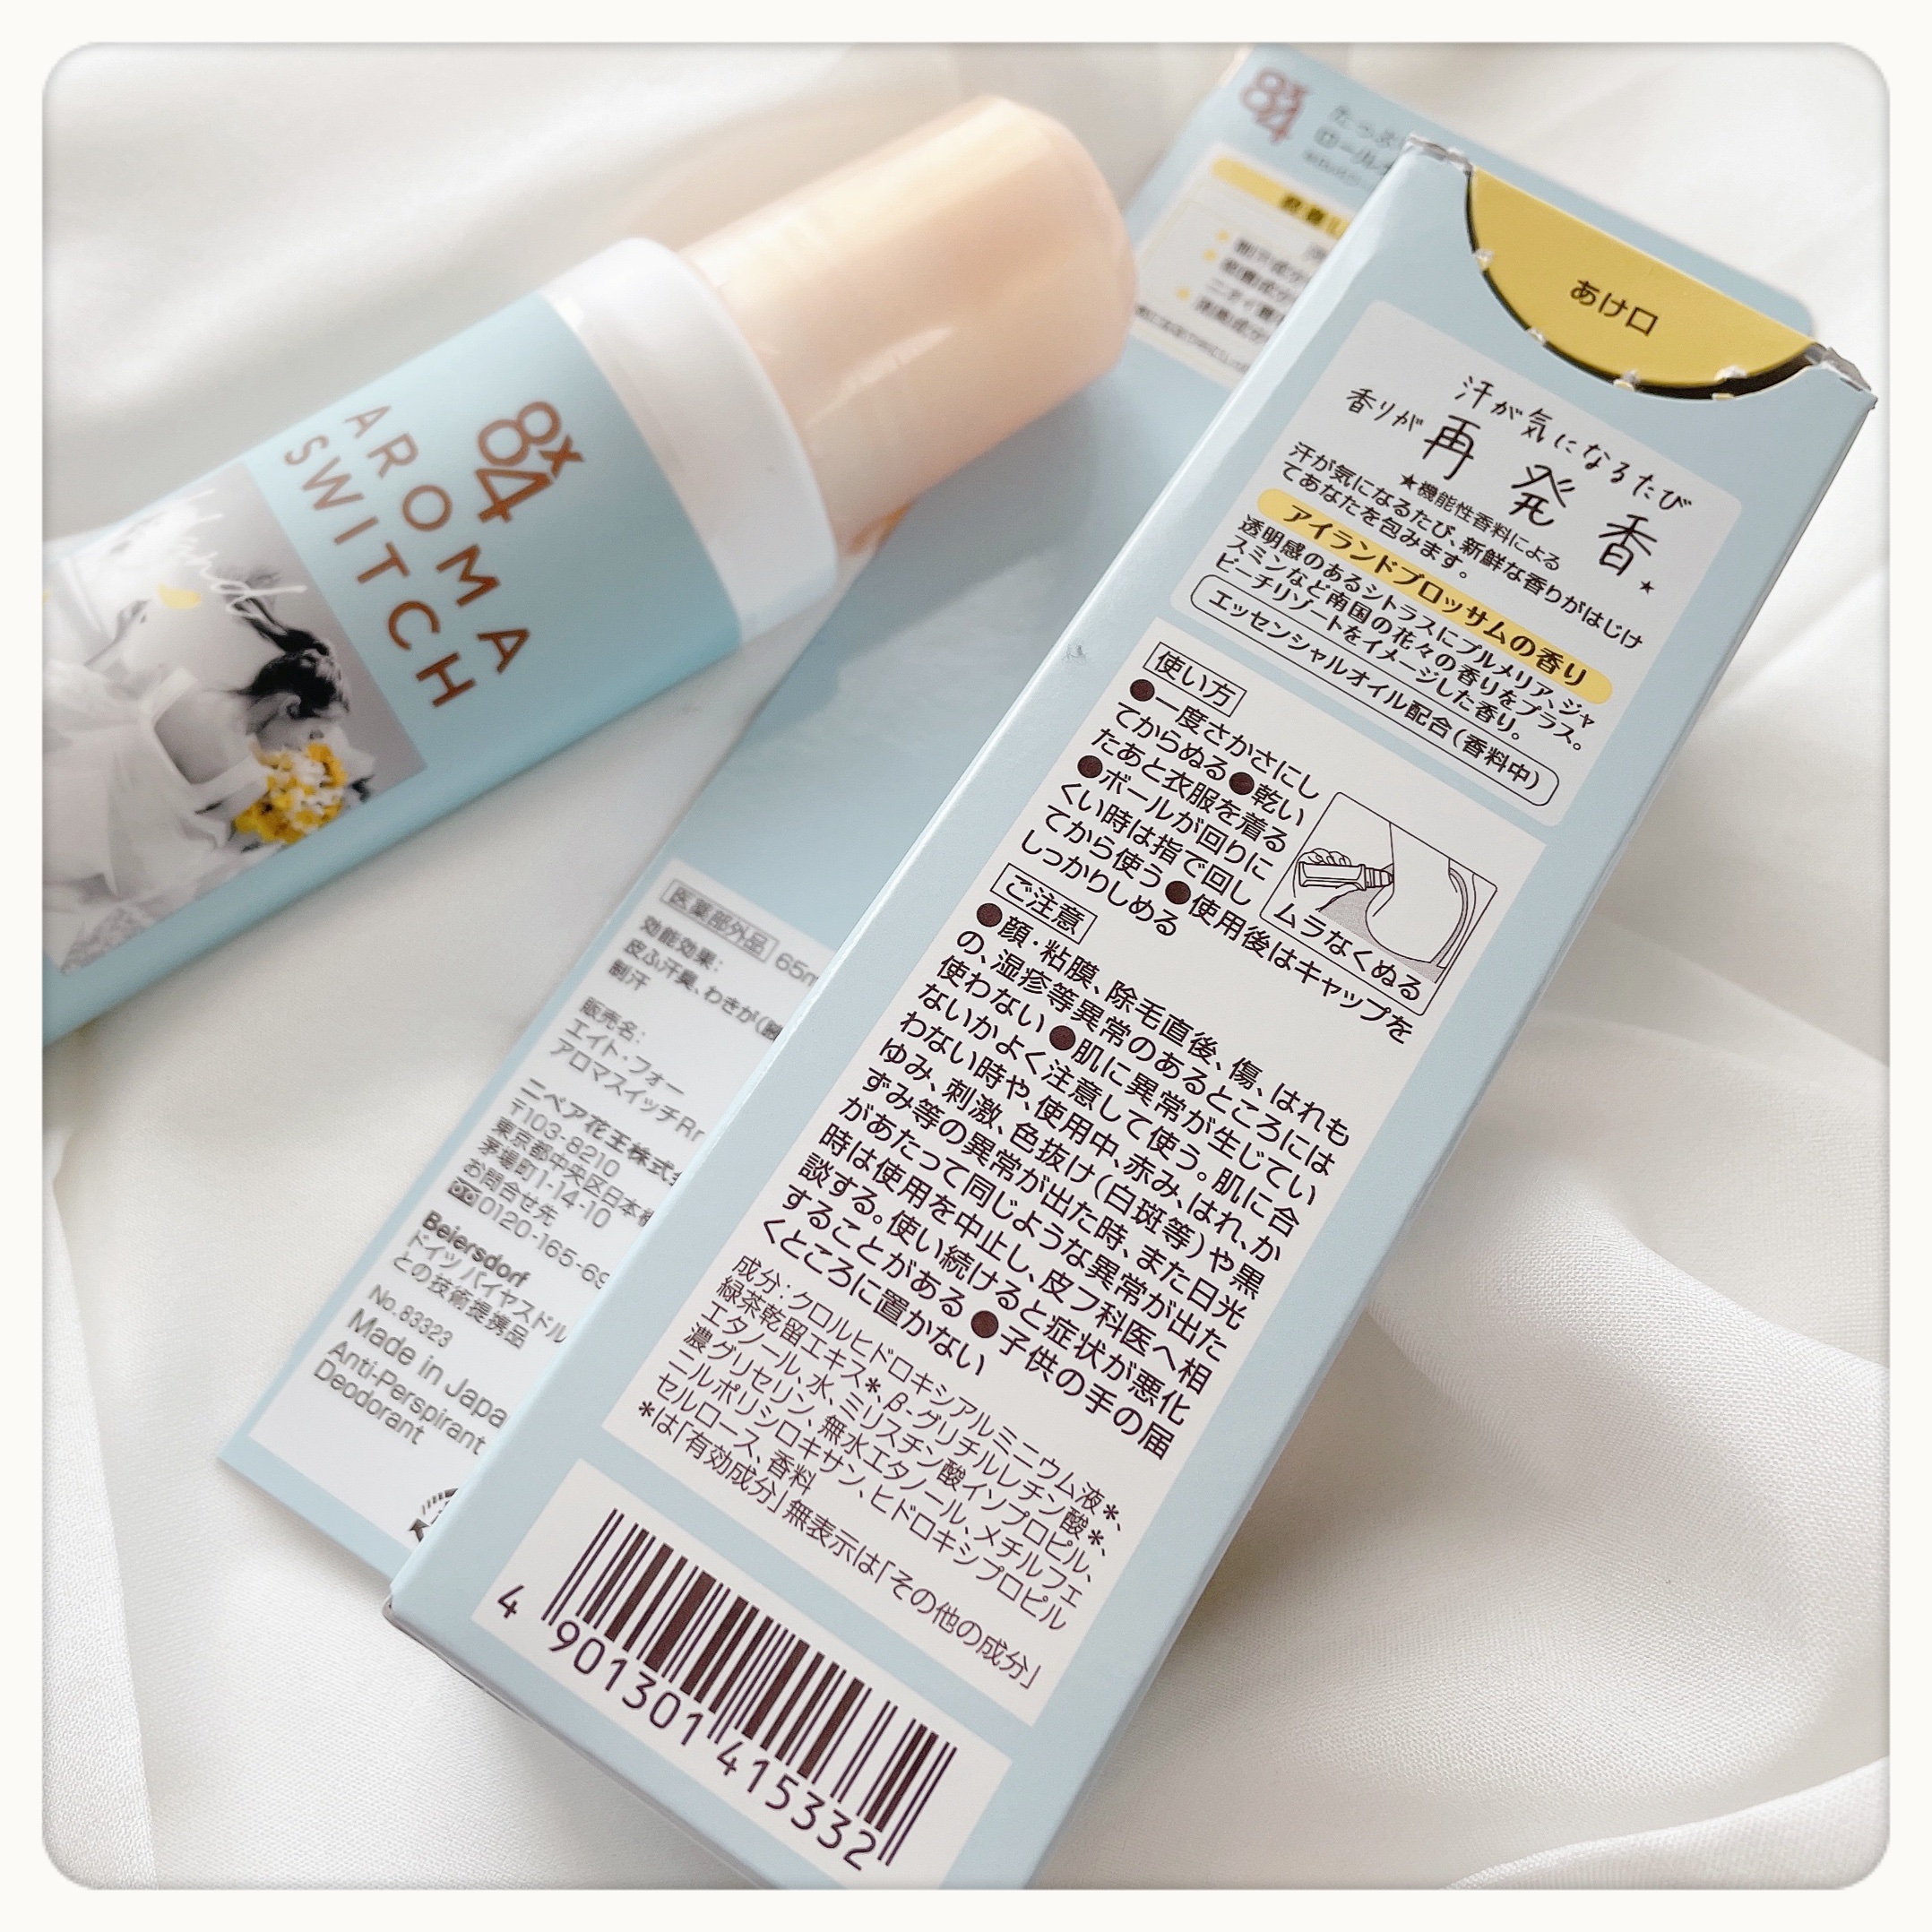 8x4
AROMA
SWITCH
8x4
あけ口
汗が気になるたび
香りが再発香★
★機能性香料による
汗が気になるたび、新鮮な香りがはじけ
てあなたを包みます。
アイランドブロッサムの香り
透明感のあるシトラスにプルメリア、ジャ
スミンなど南国の花々の香りをプラス。
ビーチリゾートをイメージした香り。
エッセンシャルオイル配合(香料中)
使い方
●一度さかさにし
てからぬる●乾い
たあと衣服を着る
●ボールが回りに
くい時は指で回し
てから使う●使用後はキャップを
しっかりしめる
ムラなくぬる
ご注意
●顔・粘膜、除毛直後、傷、はれも
の、湿疹等異常のあるところには
使わない●肌に異常が生じてい
ないかよく注意して使う。肌に合
わない時や、使用中、赤み、はれ、か
ゆみ、刺激、色抜け(白斑等)や黒
ずみ等の異常が出た時、また日光
があたって同じような異常が出た
時は使用を中止し、皮フ科医へ相
談する。使い続けると症状が悪化
することがある●子供の手の届
くところに置かない
成分:クロルヒドロキシアルミニウム液*、
緑茶乾留エキス*、β-グリチルレチン酸*、
エタノール、水、ミリスチン酸イソプロピル、
濃グリセリン、無水エタノール、メチルフェ
ニルポリシロキサン、ヒドロキシプロピル
セルロース、香料
*は「有効成分」無表示は「その他の成分」
4 901301 415332
医薬部外品 65m
効能効果:
皮ふ汗臭、わきが(
制汗
販売名:
エイト・フォー
アロマスイッチRr
ニベア花王株式
〒103-8210
東京都中央区日本
茅場町1-14-10
お問合せ先
0120-165-69
Beiersdorf
ドイツ バイヤスドル
との技術提携品
No.83323
Made in Japa
Anti-Perspirant
Deodorant